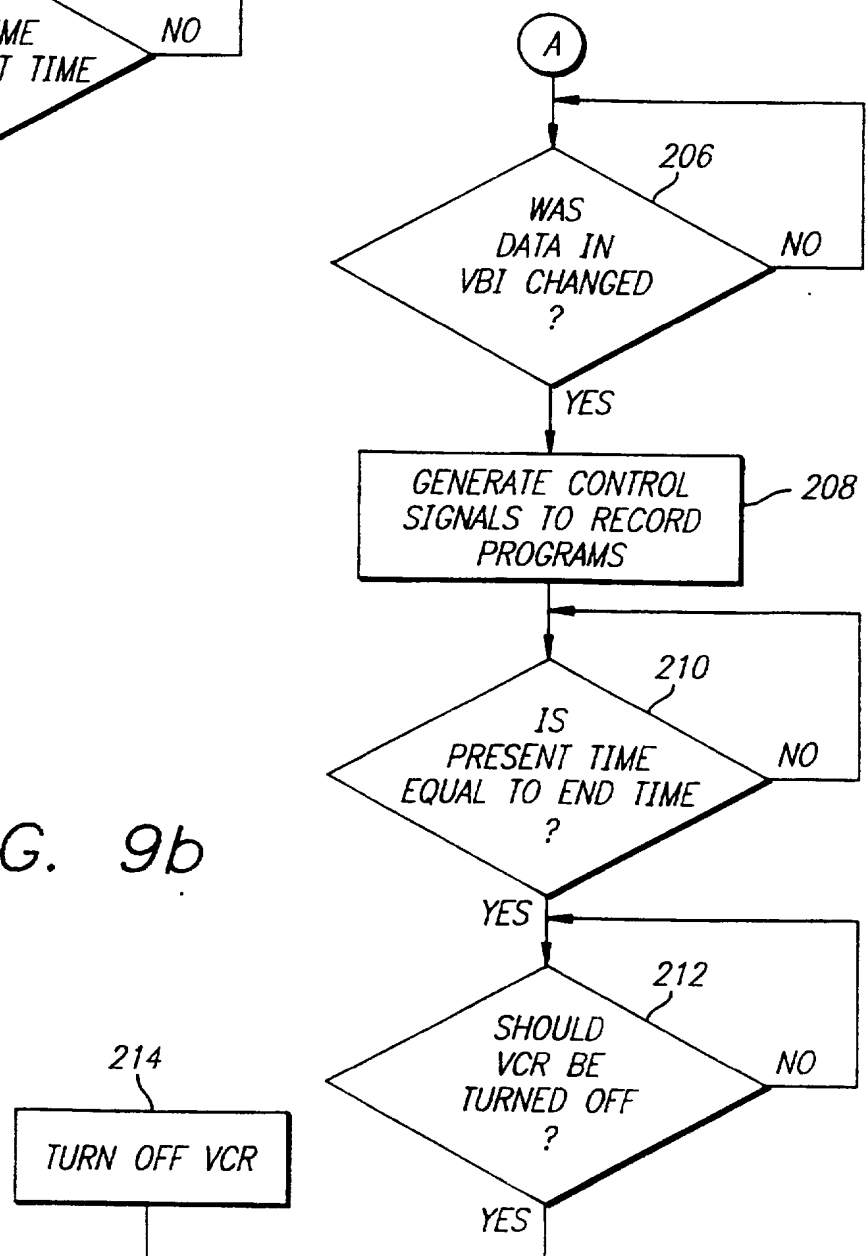 NO
T TIME
A
206
WAS
DATA IN
VBI CHANGED
?
NO
YES
GENERATE CONTROL
SIGNALS TO RECORD
PROGRAMS
208
210
IS
PRESENT TIME
EQUAL TO END TIME
?
NO
YES
G. 9b
212
SHOULD
VCR BE
TURNED OFF
?
NO
YES
214
TURN OFF VCR